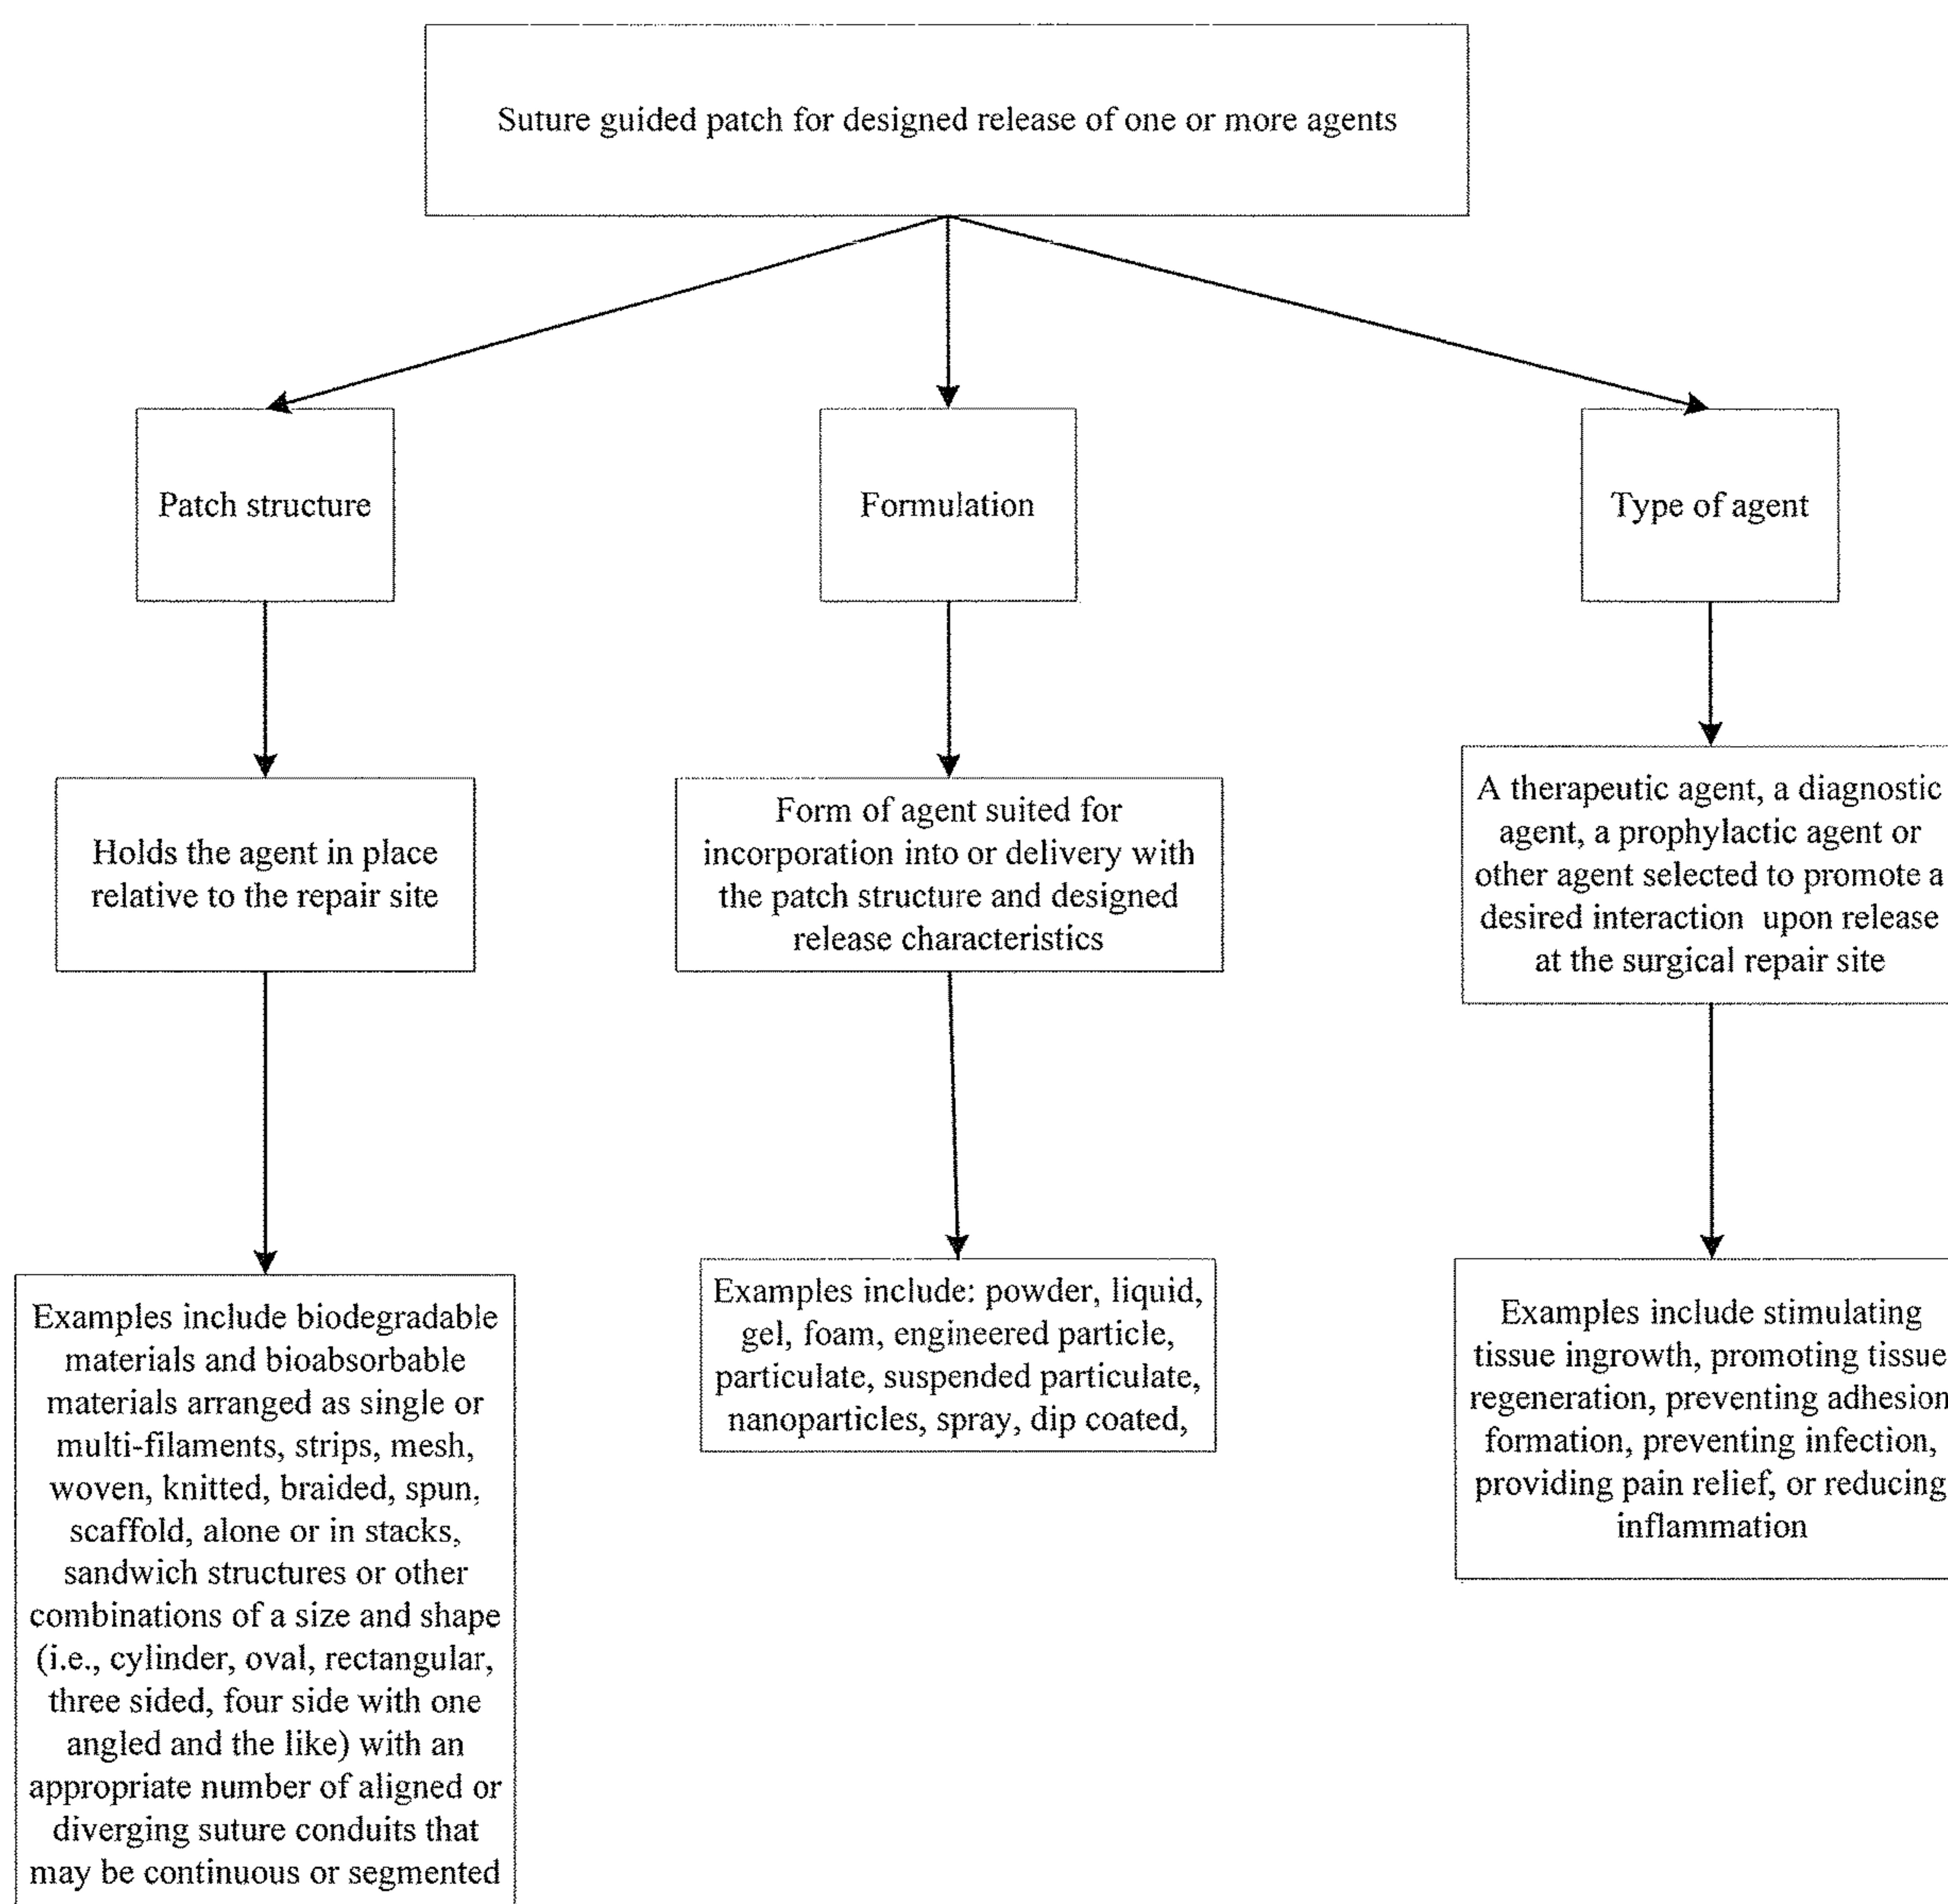 Suture guided patch for designed release of one or more agents
Patch structure
Formulation
Type of agent
Holds the agent in place
relative to the repair site
Form of agent suited for
incorporation into or delivery with
the patch structure and designed
release characteristics
A therapeutic agent, a diagnostic
agent, a prophylactic agent or
other agent selected to promote a
desired interaction upon release
at the surgical repair site
Examples include biodegradable
materials and bioabsorbable
materials arranged as single or
multi-filaments, strips, mesh,
woven, knitted, braided, spun,
scaffold, alone or in stacks,
sandwich structures or other
combinations of a size and shape
(i.e., cylinder, oval, rectangular,
three sided, four side with one
angled and the like) with an
appropriate number of aligned or
diverging suture conduits that
may be continuous or segmented
Examples include: powder, liquid,
gel, foam, engineered particle,
particulate, suspended particulate,
nanoparticles, spray, dip coated,
Examples include stimulating
tissue ingrowth, promoting tissue
regeneration, preventing adhesion
formation, preventing infection,
providing pain relief, or reducing
inflammation